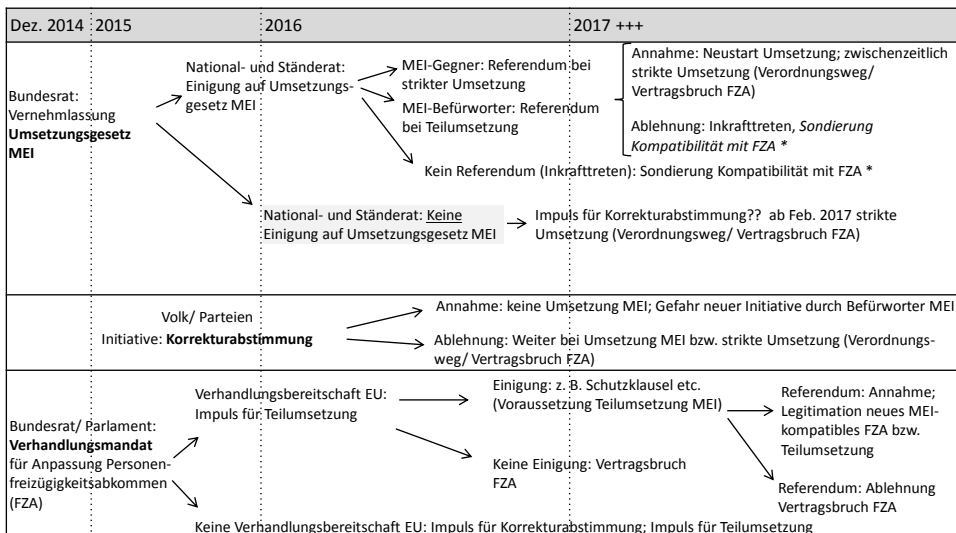 Dez. 2014 2015 2016 2017 +++
Bundesrat:
Vernehmlassung
Umsetzungsgesetz
MEI
National- und Ständerat:
Einigung auf Umsetzungs-
gesetz MEI
MEI-Gegner: Referendum bei
strikter Umsetzung
MEI-Befürworter: Referendum
bei Teilumsetzung
Annahme: Neustart Umsetzung; zwischenzeitlich
strikte Umsetzung (Verordnungsweg/
Vertragsbruch FZA)
Ablehnung: Inkrafttreten, Sondierung
Kompatibilität mit FZA *
Kein Referendum (Inkrafttreten): Sondierung Kompatibilität mit FZA *
National- und Ständerat: Keine
Einigung auf Umsetzungsgesetz MEI
Impuls für Korrekturabstimmung?? ab Feb. 2017 strikte
Umsetzung (Verordnungsweg/ Vertragsbruch FZA)
Volk/ Parteien
Initiative: Korrekturabstimmung
Annahme: keine Umsetzung MEI; Gefahr neuer Initiative durch Befürworter MEI
Ablehnung: Weiter bei Umsetzung MEI bzw. strikte Umsetzung (Verordnungs-
weg/ Vertragsbruch FZA)
Bundesrat/ Parlament:
Verhandlungsmandat
für Anpassung Personen-
freizügigkeitsabkommen
(FZA)
Verhandlungsbereitschaft EU:
Impuls für Teilumsetzung
Einigung: z. B. Schutzklausel etc.
(Voraussetzung Teilumsetzung MEI)
Keine Einigung: Vertragsbruch
FZA
Referendum: Annahme;
Legitimation neues MEI-
kompatibles FZA bzw.
Teilumsetzung
Referendum: Ablehnung
Vertragsbruch FZA
Keine Verhandlungsbereitschaft EU: Impuls für Korrekturabstimmung; Impuls für Teilumsetzung